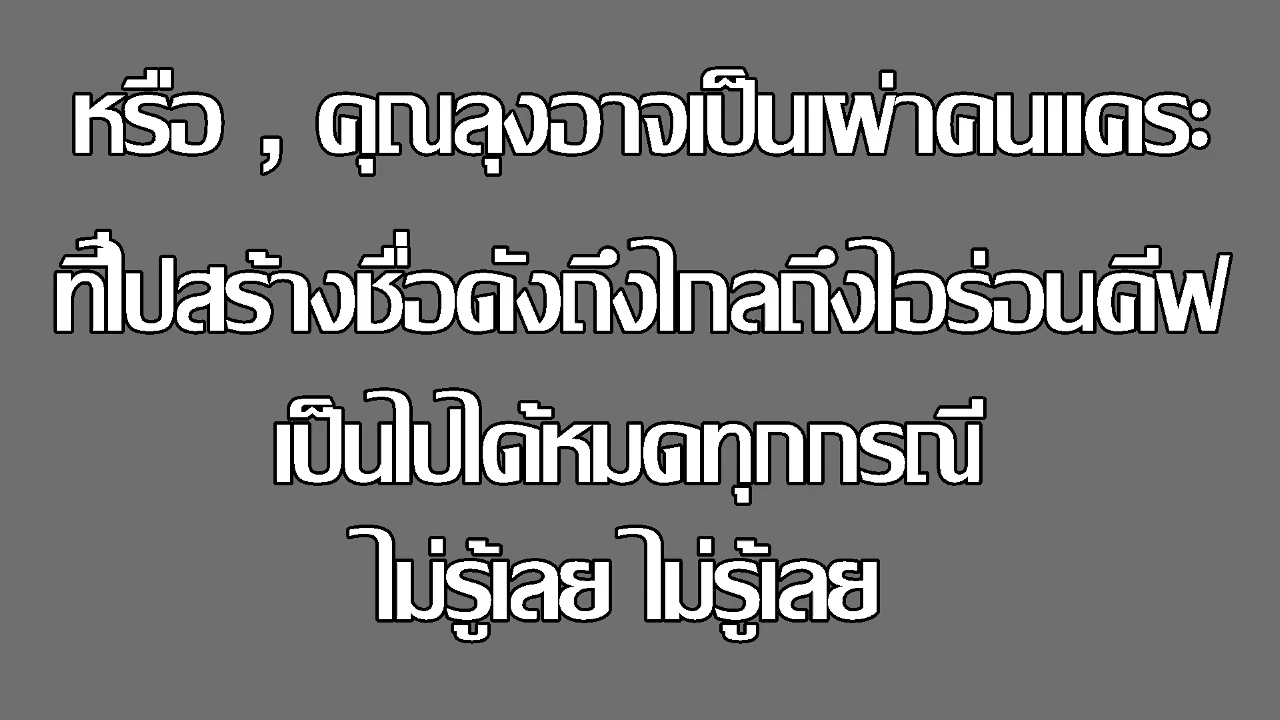 หรือ , คุณลุงอาจเป็นเผ่าคนแคระ
ที่ไปสร้างชื่อดังถึงไกลถึงไอร่อนดีฟ
เป็นไปได้หมดทุกกรณี
ไม่รู้เลย ไม่รู้เลย